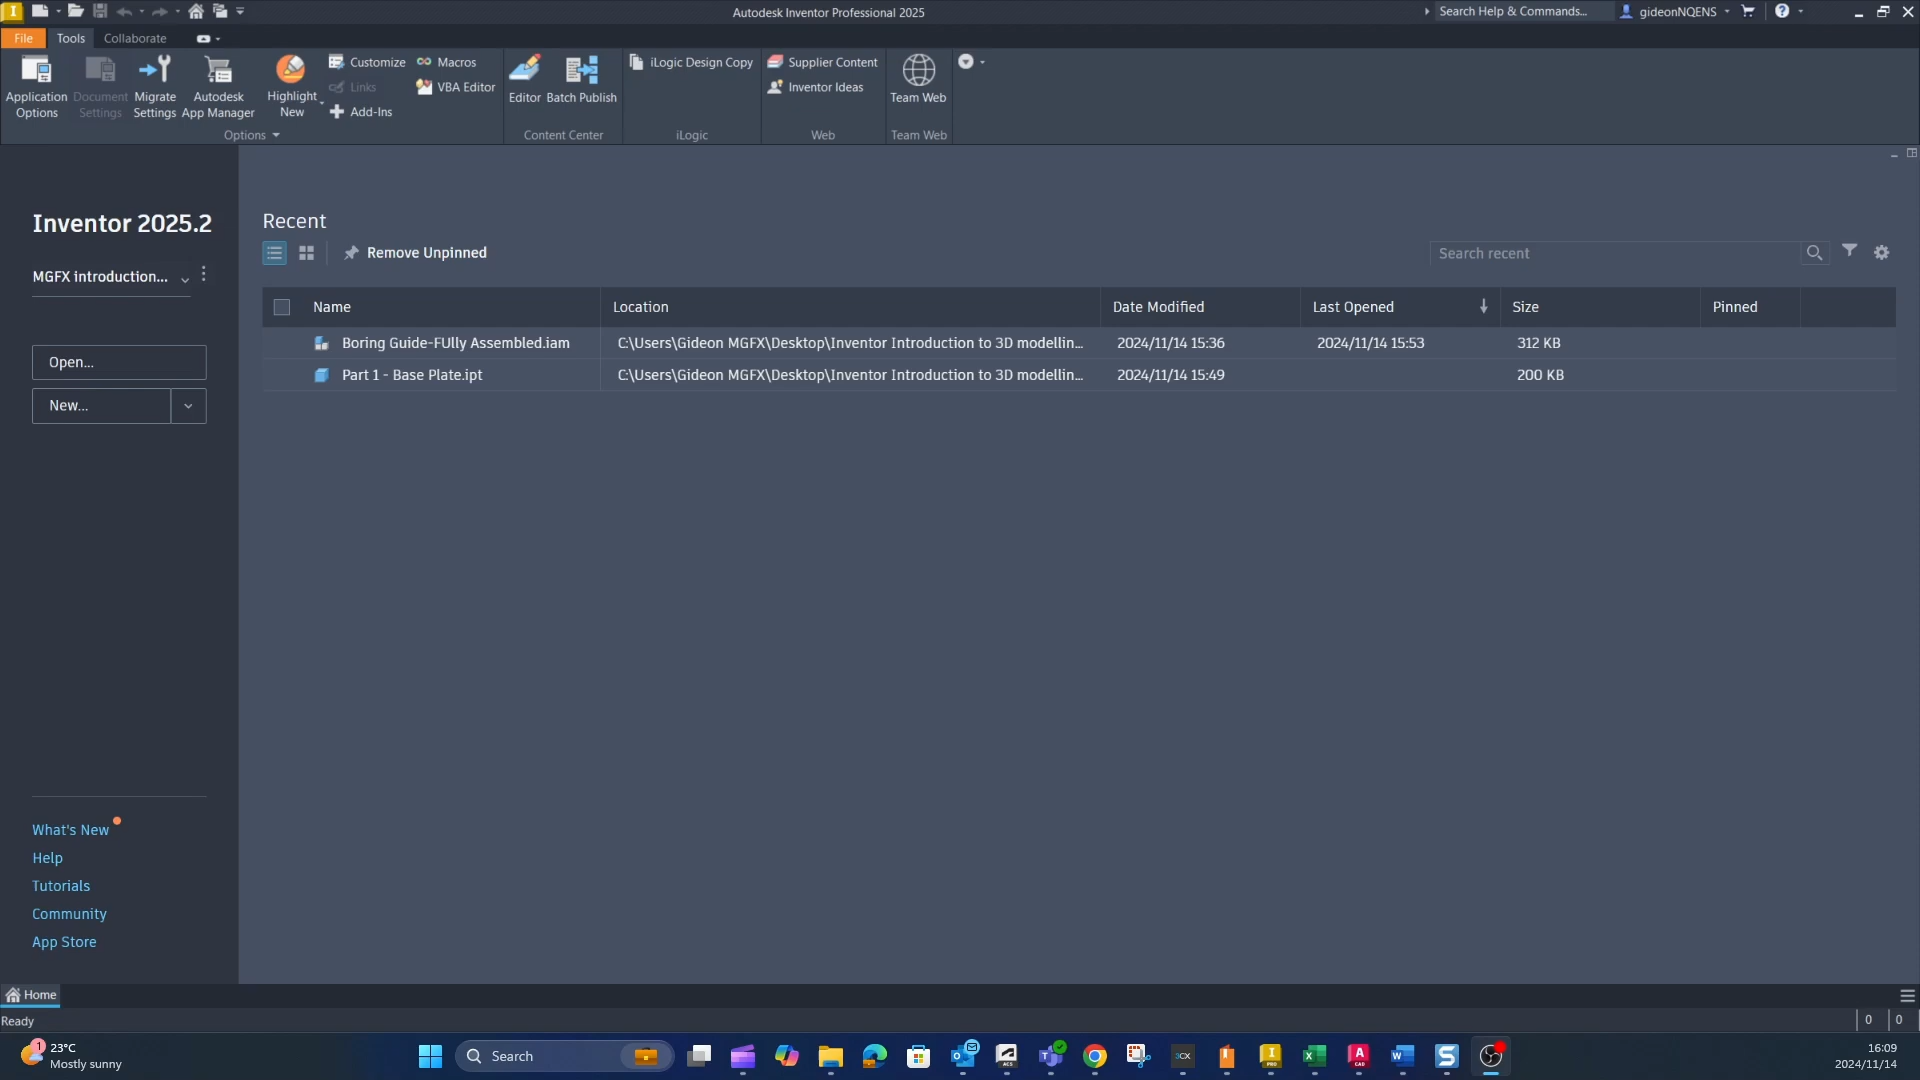 Autodesk Inventor Professional 2025
Search Help & Commands...
gideonNQENS
File
Tools
Collaborate
Application Options
Document Settings
Migrate Settings
Autodesk App Manager
Highlight New
Customize
Links
Add-Ins
Macros
VBA Editor
Options
Editor
Batch Publish
Content Center
iLogic Design Copy
iLogic
Supplier Content
Inventor Ideas
Web
Team Web
Team Web
Inventor 2025.2
MGFX introduction...
Open...
New...
Recent
Remove Unpinned
Search recent
Name Location Date Modified Last Opened Size Pinned
Boring Guide-FUlly Assembled.iam C:\Users\Gideon MGFX\Desktop\Inventor Introduction to 3D modellin... 2024/11/14 15:36 2024/11/14 15:53 312 KB
Part 1 - Base Plate.ipt C:\Users\Gideon MGFX\Desktop\Inventor Introduction to 3D modellin... 2024/11/14 15:49 200 KB
What's New
Help
Tutorials
Community
App Store
Home
Ready
0 0
1
23°C
Mostly sunny
Search
3CX
16:09
2024/11/14